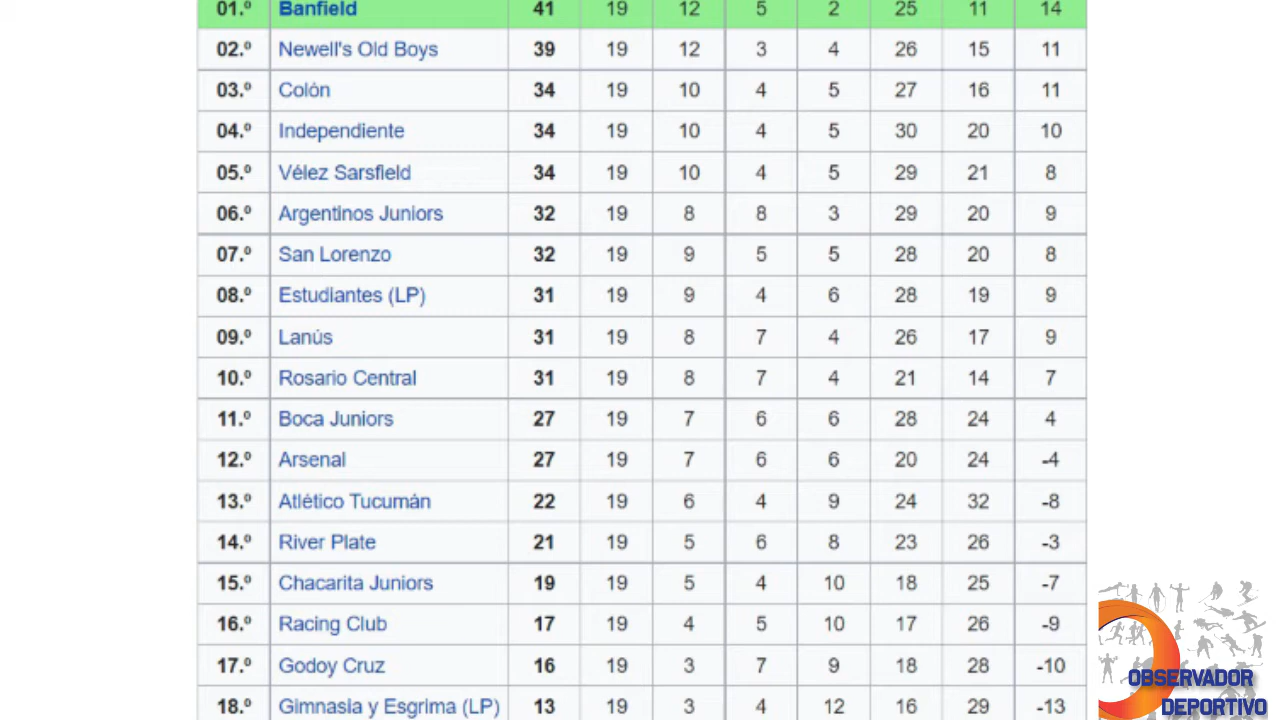 01.º Banfield 41 19 12 5 2 25 11 14
02.º Newell's Old Boys 39 19 12 3 4 26 15 11
03.º Colón 34 19 10 4 5 27 16 11
04.º Independiente 34 19 10 4 5 30 20 10
05.º Vélez Sarsfield 34 19 10 4 5 29 21 8
06.º Argentinos Juniors 32 19 8 8 3 29 20 9
07.º San Lorenzo 32 19 9 5 5 28 20 8
08.º Estudiantes (LP) 31 19 9 4 6 28 19 9
09.º Lanús 31 19 8 7 4 26 17 9
10.º Rosario Central 31 19 8 7 4 21 14 7
11.º Boca Juniors 27 19 7 6 6 28 24 4
12.º Arsenal 27 19 7 6 6 20 24 -4
13.º Atlético Tucumán 22 19 6 4 9 24 32 -8
14.º River Plate 21 19 5 6 8 23 26 -3
15.º Chacarita Juniors 19 19 5 4 10 18 25 -7
16.º Racing Club 17 19 4 5 10 17 26 -9
17.º Godoy Cruz 16 19 3 7 9 18 28 -10
18.º Gimnasia y Esgrima (LP) 13 19 3 4 12 16 29 -13
OBSERVADOR
DEPORTIVO